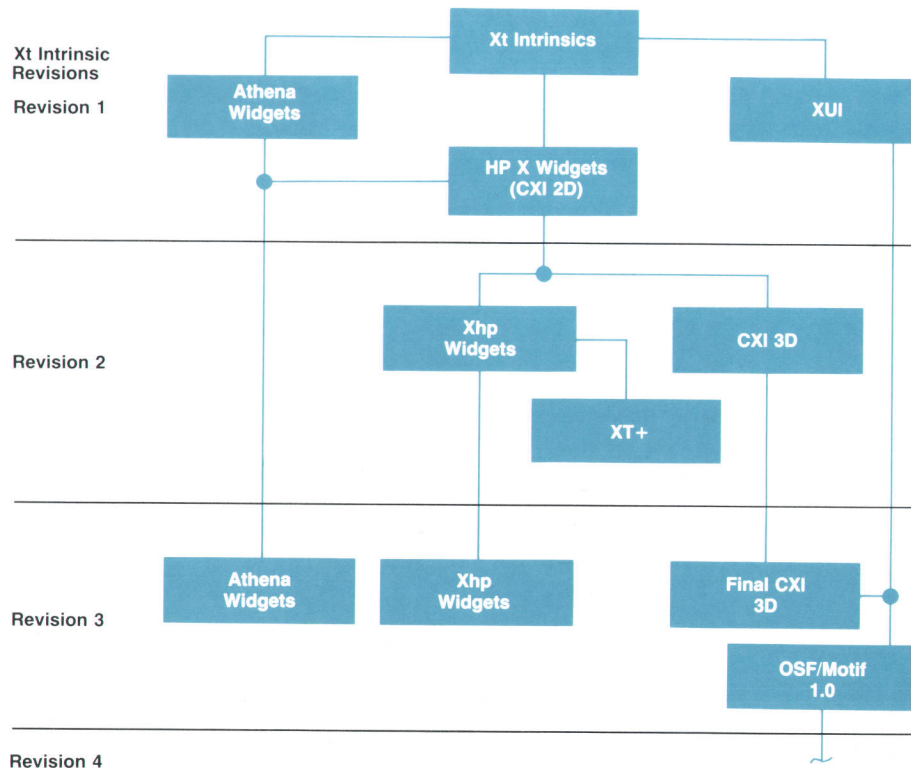 Xt Intrinsics
Xt Intrinsic
Revisions
Revision 1
Athena
Widgets
XUI
HP X Widgets
(CXI 2D)
Revision 2
Xhp
Widgets
CXI 3D
XT+
Revision 3
Athena
Widgets
Xhp
Widgets
Final CXI
3D
OSF/Motif
1.0
Revision 4